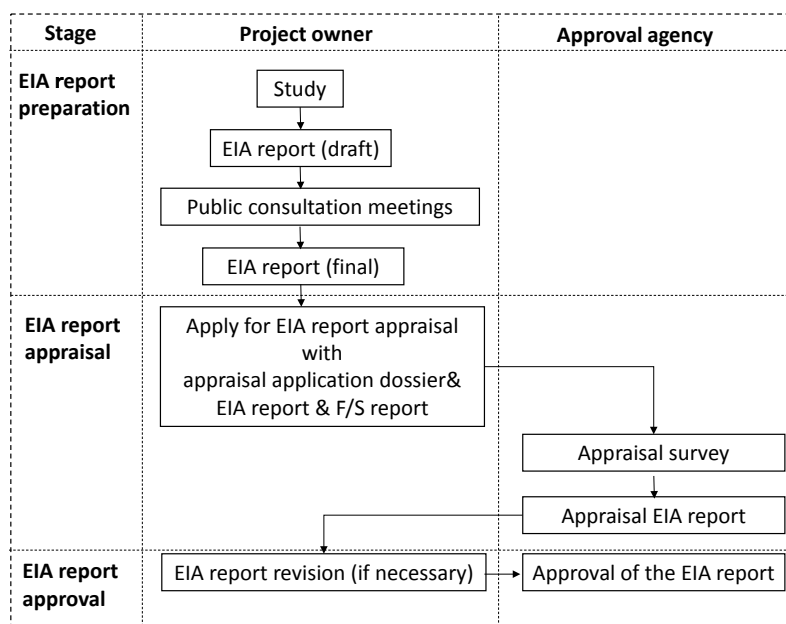 Stage
Project owner
Approval agency
EIA report
preparation
Study
EIA report (draft)
Public consultation meetings
EIA report (final)
EIA report
appraisal
Apply for EIA report appraisal
with
appraisal application dossier&
EIA report & F/S report
Appraisal survey
Appraisal EIA report
EIA report
approval
EIA report revision (if necessary)
Approval of the EIA report